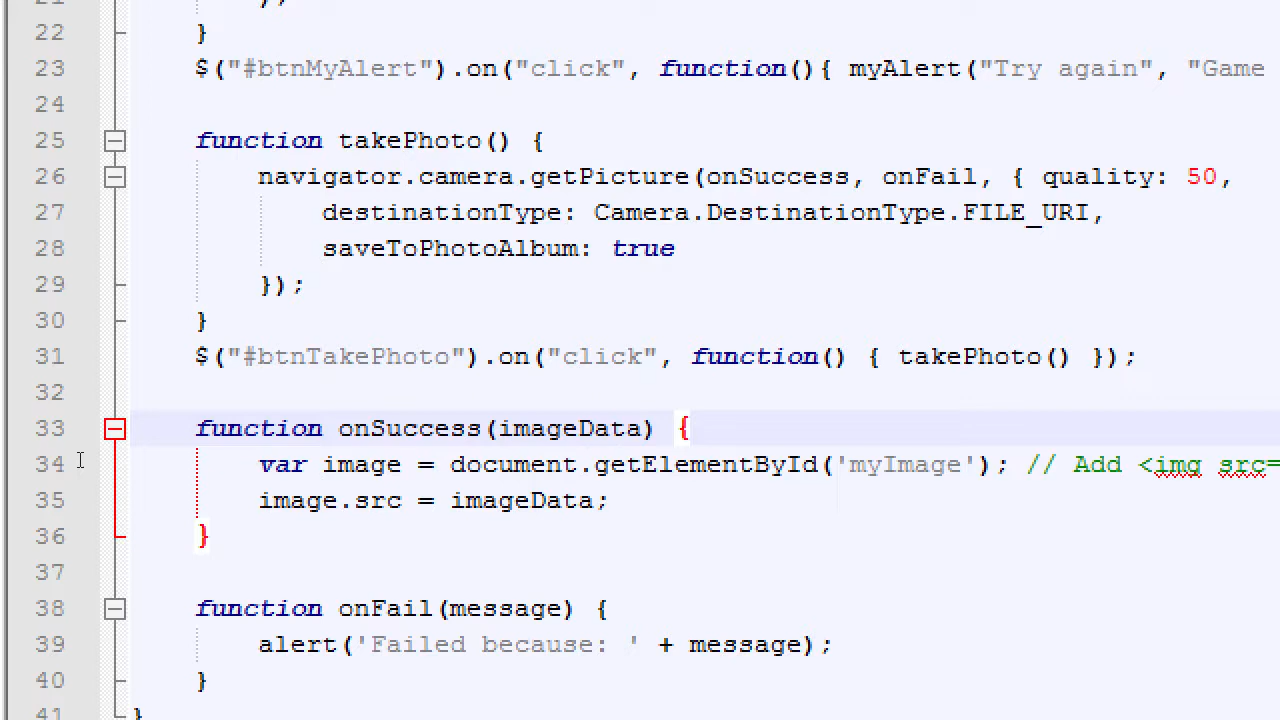 21 });
22 }
23 $("#btnMyAlert").on("click", function(){ myAlert("Try again", "Game
24
25 function takePhoto() {
26 navigator.camera.getPicture(onSuccess, onFail, { quality: 50,
27 destinationType: Camera.DestinationType.FILE_URI,
28 saveToPhotoAlbum: true
29 });
30 }
31 $("#btnTakePhoto").on("click", function() { takePhoto() });
32
33 function onSuccess(imageData) {
34 var image = document.getElementById('myImage'); // Add <img src=
35 image.src = imageData;
36 }
37
38 function onFail(message) {
39 alert('Failed because: ' + message);
40 }
41 }